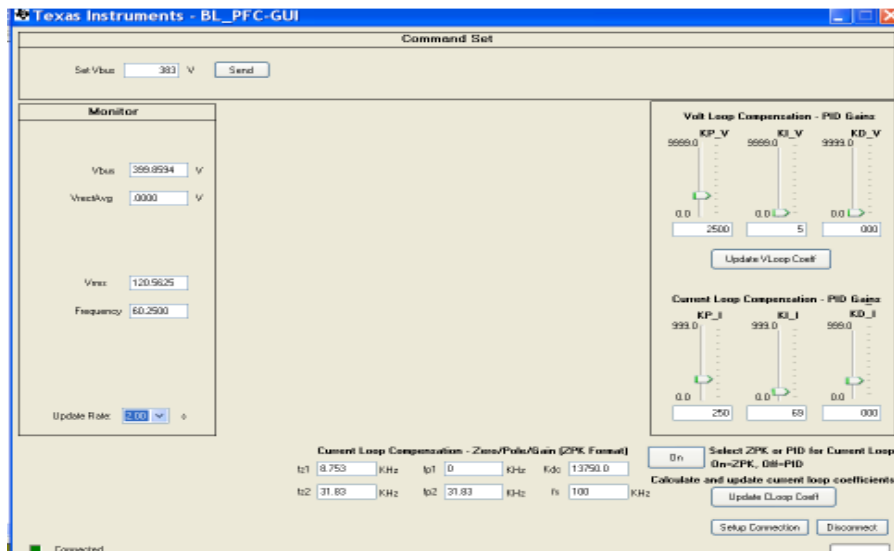 Texas Instruments - BL_PFC-GUI
Command Set
Set Vbus 383 V Send
Monitor
Vbus 399.8594 V
VrectAvg .0000 V
Vrms 120.5625
Frequency 60.2500
Update Rate: 2.00 s
Volt Loop Compensation - PID Gains
KP_V KI_V KD_V
9999.0 9999.0 9999.0
0.0 0.0 0.0
2500 5 000
Update VLoop Coeff
Current Loop Compensation - PID Gains
KP_I KI_I KD_I
999.0 999.0 999.0
0.0 0.0 0.0
250 69 000
Current Loop Compensation - Zero/Pole/Gain (ZPK Format)
fz1 8.753 KHz fp1 0 KHz Kdc 13750.0
fz2 31.83 KHz fp2 31.83 KHz fs 100 KHz
On Select ZPK or PID for Current Loop
On=ZPK, Off=PID
Calculate and update current loop coefficients
Update CLoop Coeff
Setup Connection Disconnect
Connected